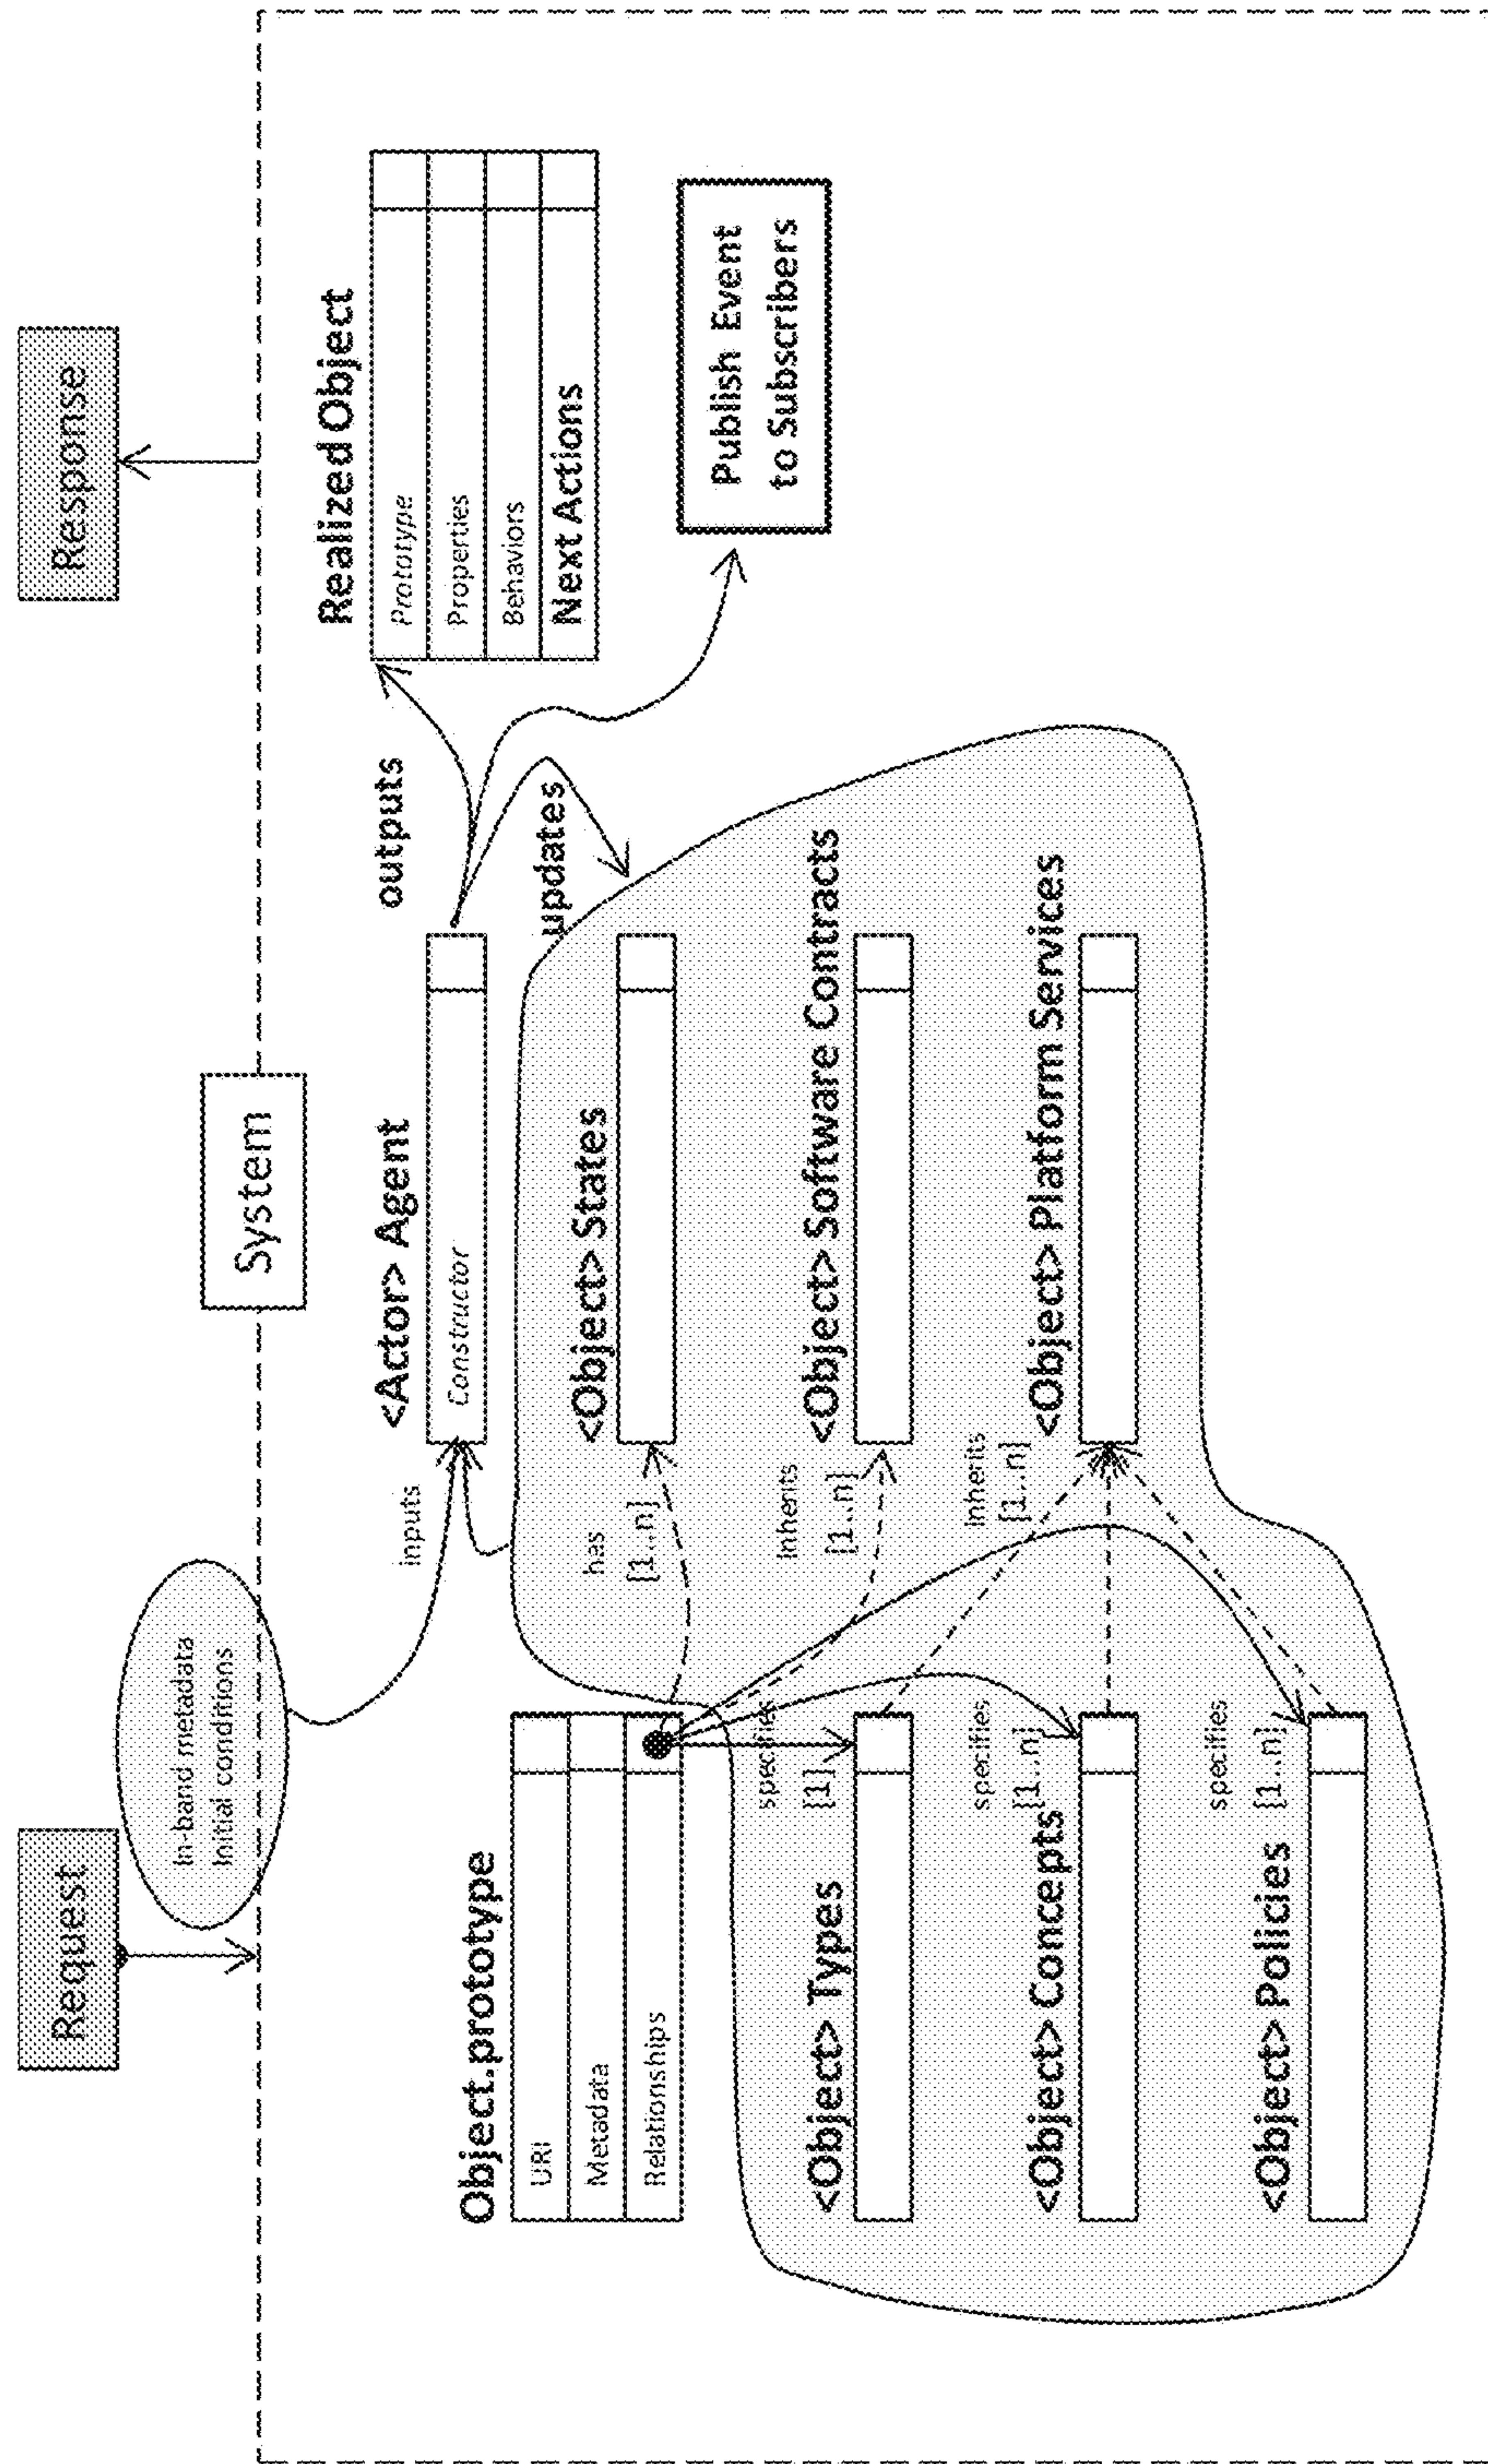 Request
Response
System
In-band metadata
Initial conditions
inputs
Object.prototype
URI
Metadata
Relationships
<Actor> Agent
Constructor
outputs
updates
Realized Object
Prototype
Properties
Behaviors
Next Actions
Publish Event
to Subscribers
has
[1..n]
<Object> States
specifies
[1]
<Object> Types
Inherits
[1..n]
<Object> Software Contracts
specifies
[1..n]
<Object> Concepts
Inherits
[1..n]
<Object> Platform Services
specifies
[1..n]
<Object> Policies